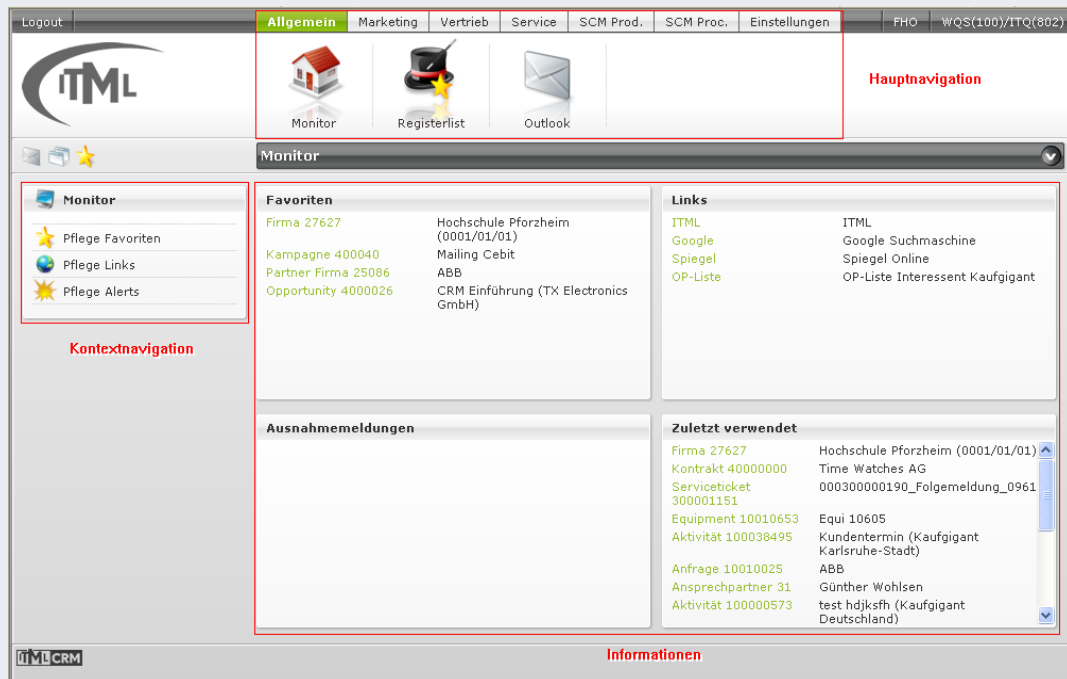 Logout Allgemein Marketing Vertrieb Service SCM Prod. SCM Proc. Einstellungen FHO WQS(100)/ITQ(802)
ITML
Monitor Registerlist Outlook
Hauptnavigation
Monitor
Monitor
Pflege Favoriten
Pflege Links
Pflege Alerts
Kontextnavigation
Favoriten
Firma 27627 Hochschule Pforzheim
(0001/01/01)
Kampagne 400040 Mailing Cebit
Partner Firma 25086 ABB
Opportunity 4000026 CRM Einführung (TX Electronics
GmbH)
Links
ITML ITML
Google Google Suchmaschine
Spiegel Spiegel Online
OP-Liste OP-Liste Interessent Kaufgigant
Ausnahmemeldungen
Zuletzt verwendet
Firma 27627 Hochschule Pforzheim (0001/01/01)
Kontrakt 40000000 Time Watches AG
Serviceticket 000300000190_Folgemeldung_0961
300001151
Equipment 10010653 Equi 10605
Aktivität 100038495 Kundentermin (Kaufgigant
Karlsruhe-Stadt)
Anfrage 10010025 ABB
Ansprechpartner 31 Günther Wohlsen
Aktivität 100000573 test hdjksfh (Kaufgigant
Deutschland)
Informationen
ITML CRM